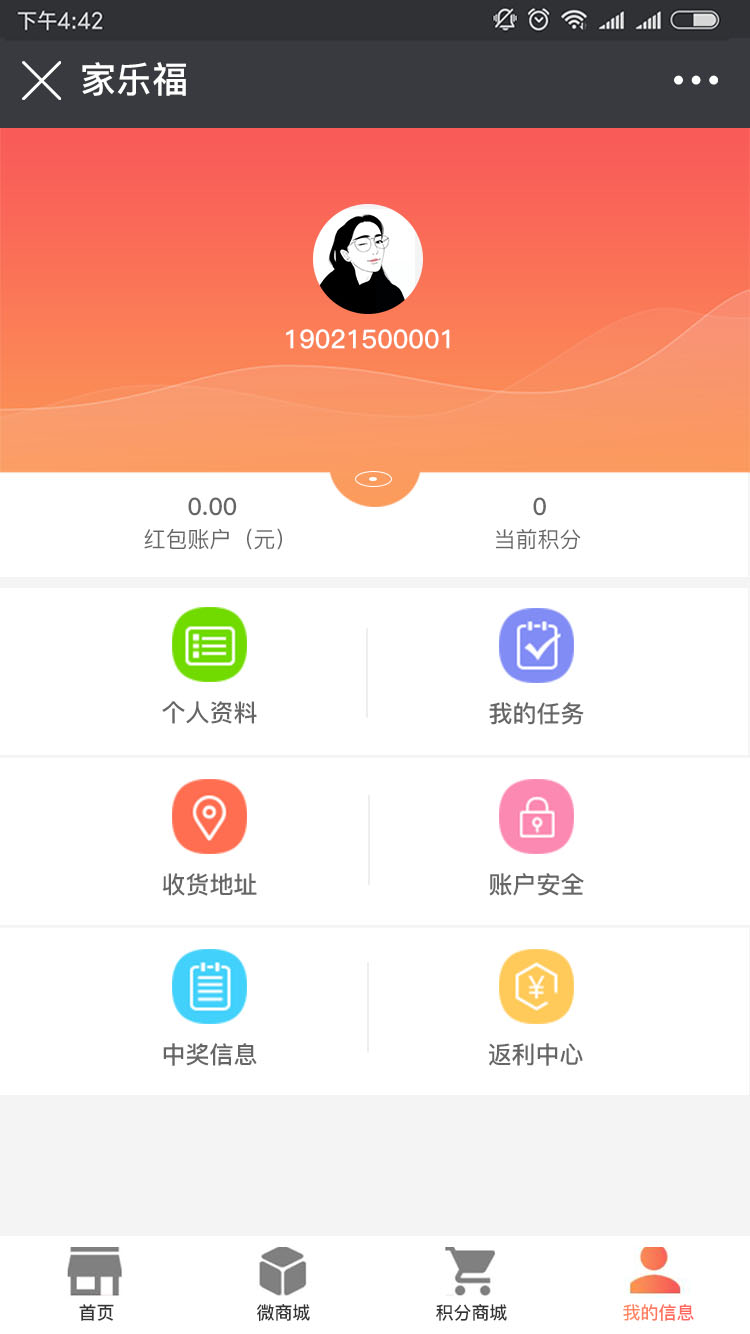 下午4:42
家乐福
19021500001
0.00 0
红包账户（元） 当前积分
个人资料 我的任务
收货地址 账户安全
中奖信息 返利中心
首页 微商城 积分商城 我的信息